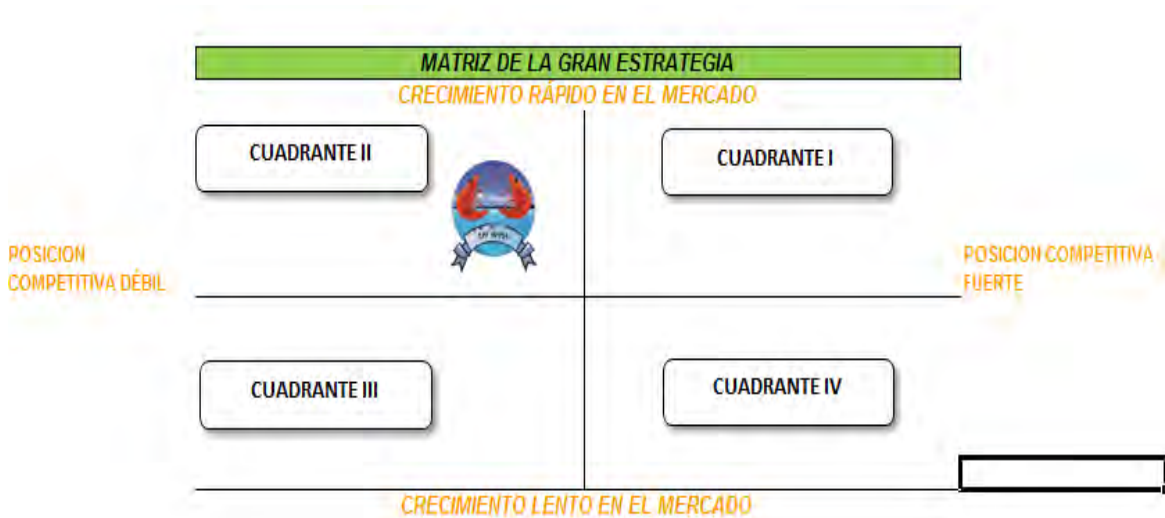 MATRIZ DE LA GRAN ESTRATEGIA
CRECIMIENTO RÁPIDO EN EL MERCADO
CUADRANTE II
CUADRANTE I
POSICION
COMPETITIVA DÉBIL
POSICION COMPETITIVA
FUERTE
CUADRANTE III
CUADRANTE IV
CRECIMIENTO LENTO EN EL MERCADO